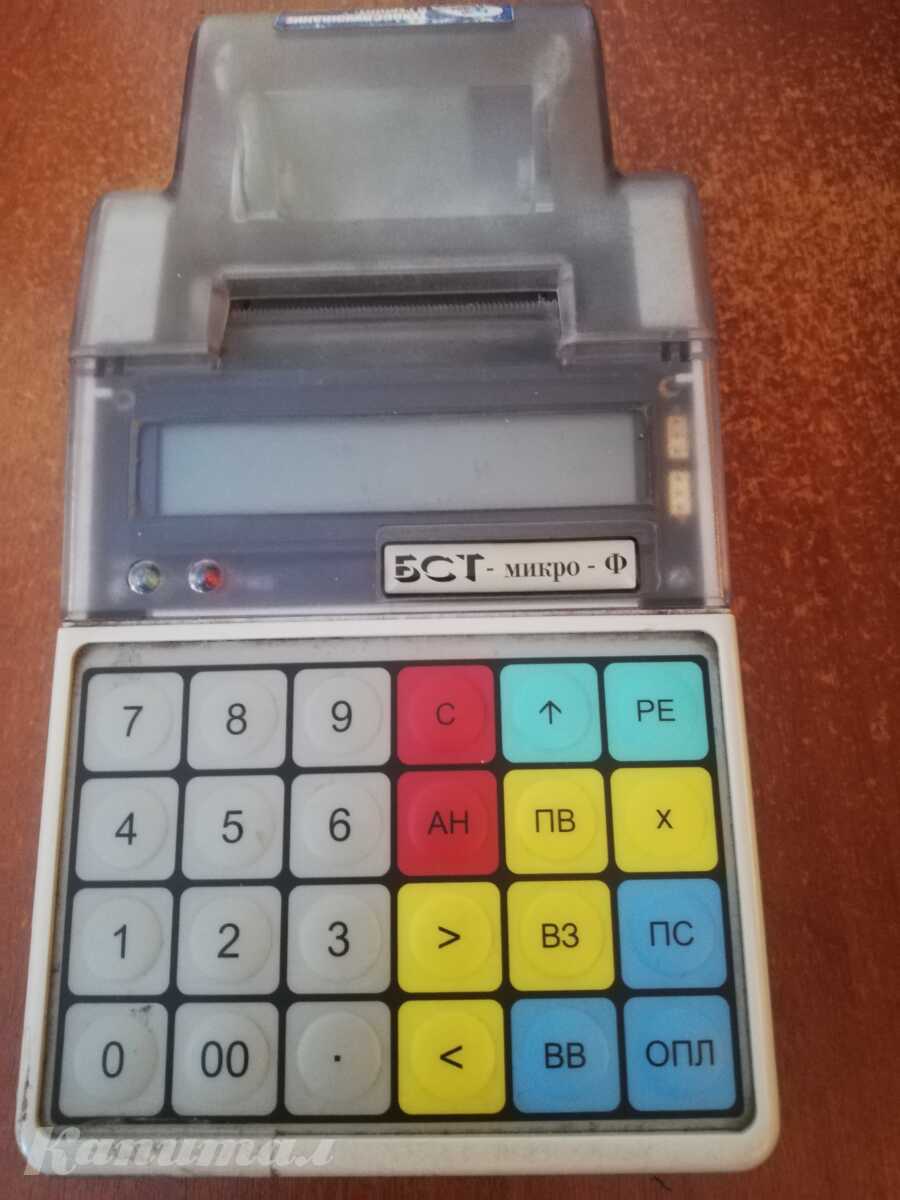 БСТ - микро - Ф
7 8 9 С ↑ РЕ
4 5 6 АН ПВ Х
1 2 3 > ВЗ ПС
0 00 . < ВВ ОПЛ
Капитал